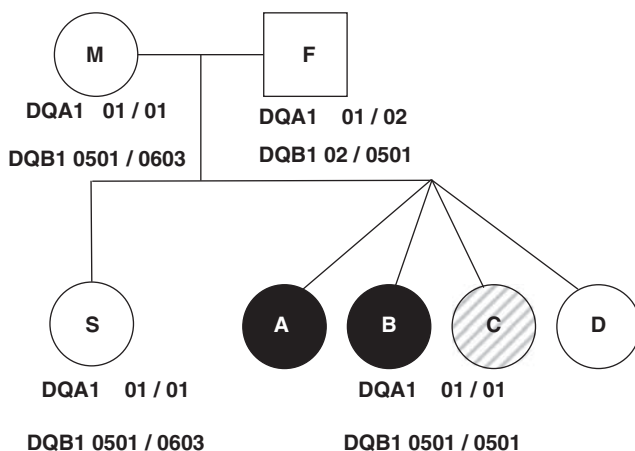 M
F
DQA1 01 / 01
DQB1 0501 / 0603
DQA1 01 / 02
DQB1 02 / 0501
S
A
B
C
D
DQA1 01 / 01
DQB1 0501 / 0603
DQA1 01 / 01
DQB1 0501 / 0501